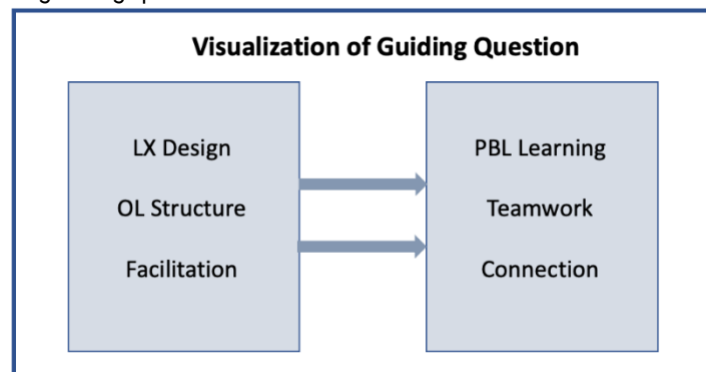 Visualization of Guiding Question
LX Design
OL Structure
Facilitation
PBL Learning
Teamwork
Connection